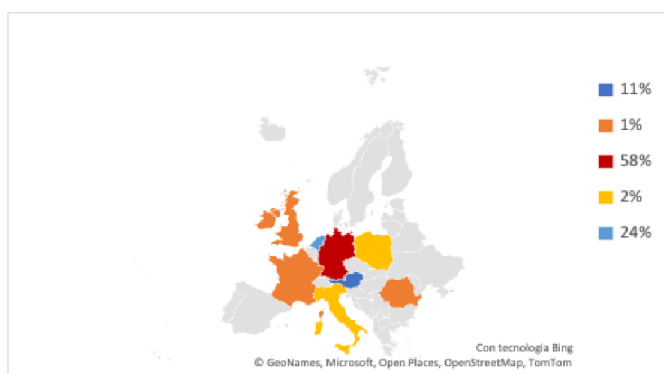 11%
1%
58%
2%
24%
Con tecnologia Bing
© GeoNames, Microsoft, Open Places, OpenStreetMap, TomTom